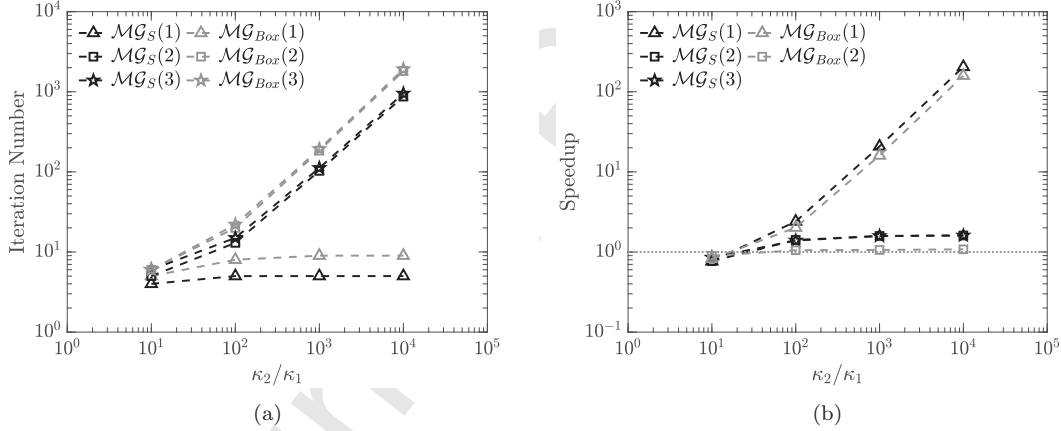 MG_S(1) MG_Box(1)
MG_S(2) MG_Box(2)
MG_S(3) MG_Box(3)
Iteration Number
10^4
10^3
10^2
10^1
10^0
10^0 10^1 10^2 10^3 10^4 10^5
κ_2/κ_1
(a)
MG_S(1) MG_Box(1)
MG_S(2) MG_Box(2)
MG_S(3)
Speedup
10^3
10^2
10^1
10^0
10^-1
10^0 10^1 10^2 10^3 10^4 10^5
κ_2/κ_1
(b)